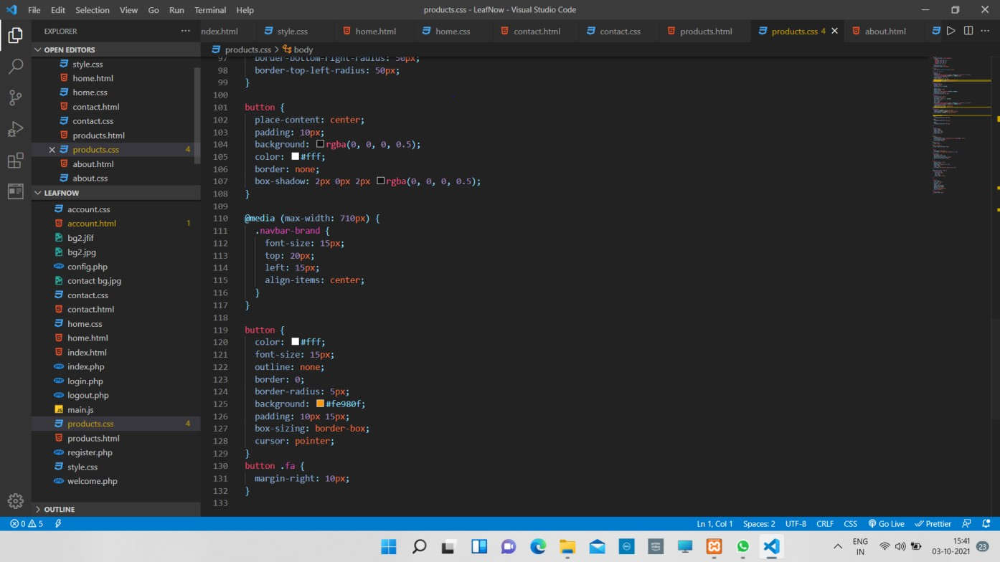 File Edit Selection View Go Run Terminal Help
products.css - LeafNow - Visual Studio Code
EXPLORER
ndex.html style.css home.html home.css contact.html contact.css products.html products.css 4 about.html
OPEN EDITORS
style.css
home.html
home.css
contact.html
contact.css
products.html
products.css 4
about.html
about.css
LEAFNOW
account.css
account.html 1
bg2.jfif
bg2.jpg
config.php
contact bg.jpg
contact.css
contact.html
home.css
home.html
index.html
index.php
login.php
logout.php
main.js
products.css 4
products.html
register.php
style.css
welcome.php
OUTLINE
products.css > body
97 border-bottom-right-radius: 50px;
98 border-top-left-radius: 50px;
99 }
100
101 button {
102 place-content: center;
103 padding: 10px;
104 background: rgba(0, 0, 0, 0.5);
105 color: #fff;
106 border: none;
107 box-shadow: 2px 0px 2px rgba(0, 0, 0, 0.5);
108 }
109
110 @media (max-width: 710px) {
111 .navbar-brand {
112 font-size: 15px;
113 top: 20px;
114 left: 15px;
115 align-items: center;
116 }
117 }
118
119 button {
120 color: #fff;
121 font-size: 15px;
122 outline: none;
123 border: 0;
124 border-radius: 5px;
125 background: #fe980f;
126 padding: 10px 15px;
127 box-sizing: border-box;
128 cursor: pointer;
129 }
130 button .fa {
131 margin-right: 10px;
132 }
133
0 5
Ln 1, Col 1 Spaces: 2 UTF-8 CRLF CSS Go Live Prettier
ENG
IN
15:41
03-10-2021
23